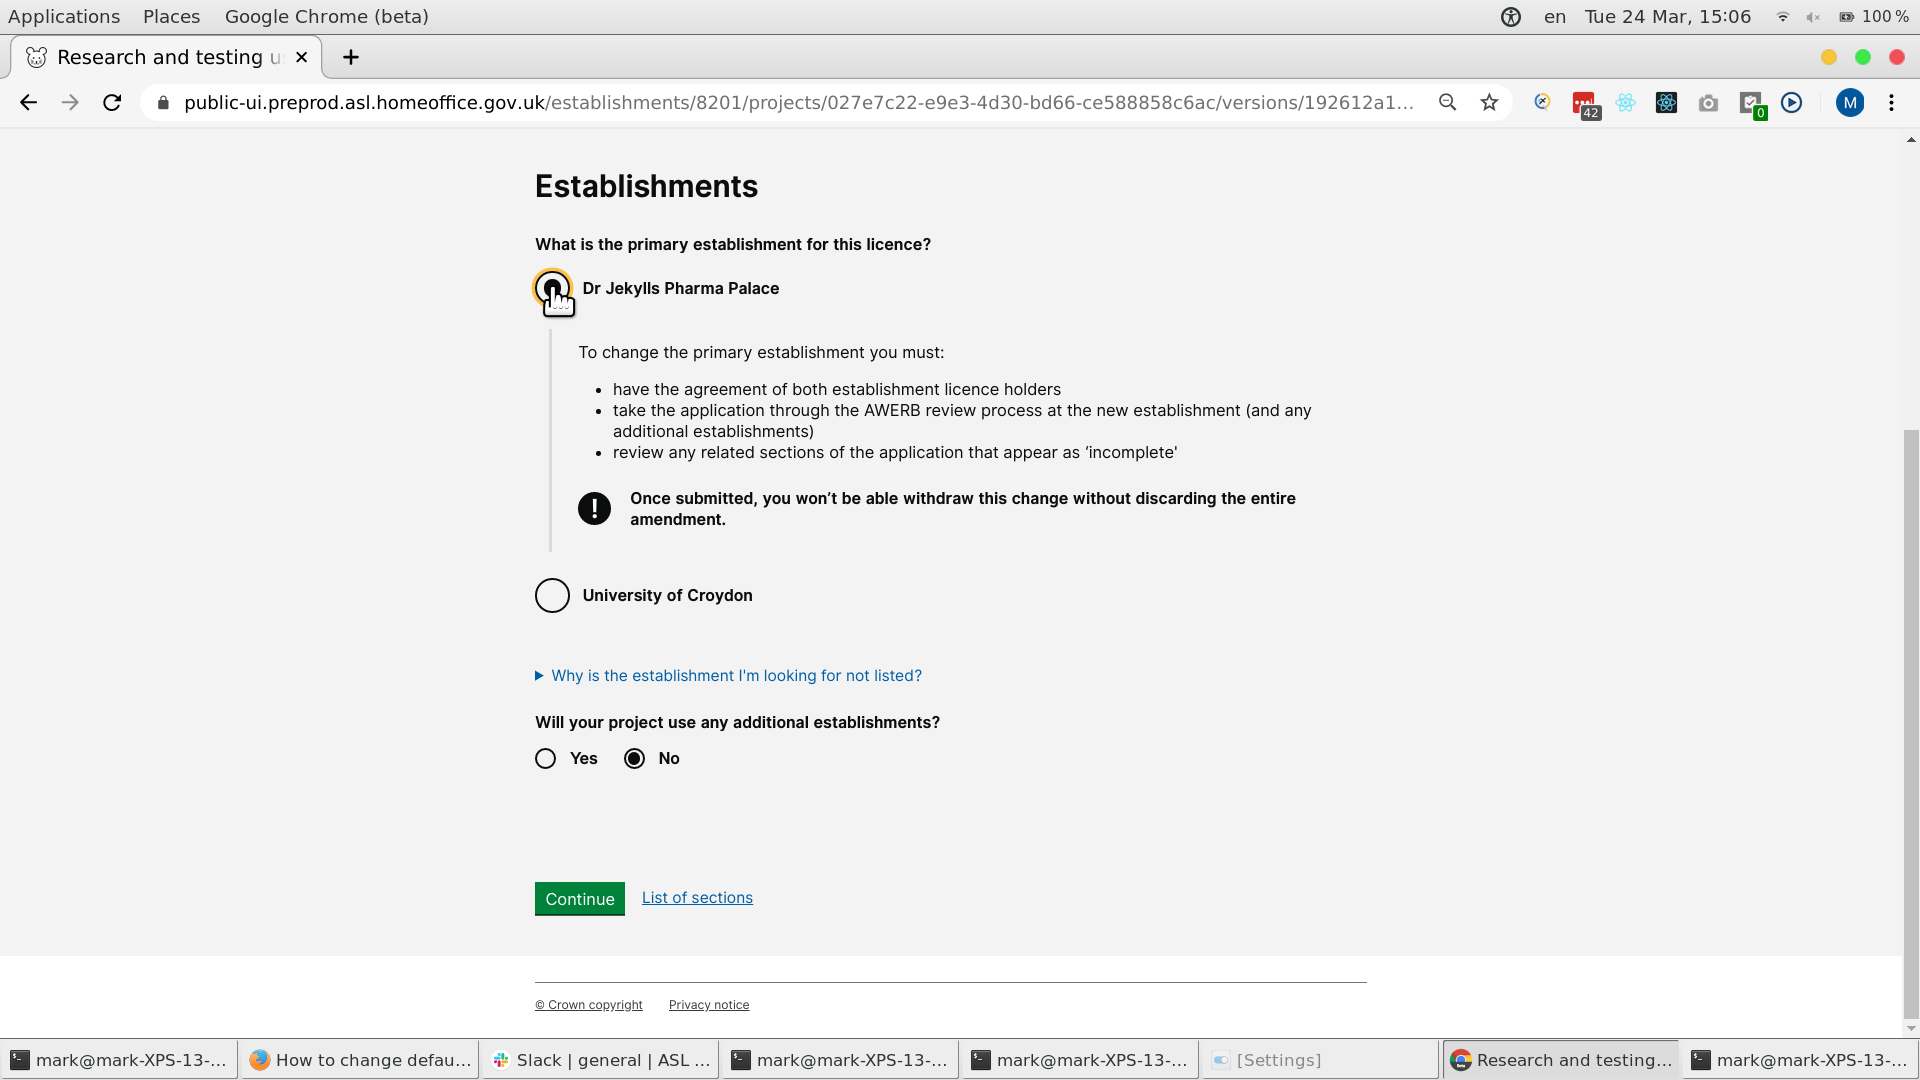 Applications Places Google Chrome (beta) en Tue 24 Mar, 15:06 100 %
Research and testing u
public-ui.preprod.asl.homeoffice.gov.uk/establishments/8201/projects/027e7c22-e9e3-4d30-bd66-ce588858c6ac/versions/192612a1... 42 0 M
Establishments
What is the primary establishment for this licence?
Dr Jekylls Pharma Palace
To change the primary establishment you must:
• have the agreement of both establishment licence holders
• take the application through the AWERB review process at the new establishment (and any
additional establishments)
• review any related sections of the application that appear as ‘incomplete'
! Once submitted, you won’t be able withdraw this change without discarding the entire
amendment.
University of Croydon
Why is the establishment I'm looking for not listed?
Will your project use any additional establishments?
Yes No
Continue List of sections
© Crown copyright Privacy notice
mark@mark-XPS-13-... How to change defau... Slack | general | ASL ... mark@mark-XPS-13-... mark@mark-XPS-13-... [Settings] Research and testing... mark@mark-XPS-13-...